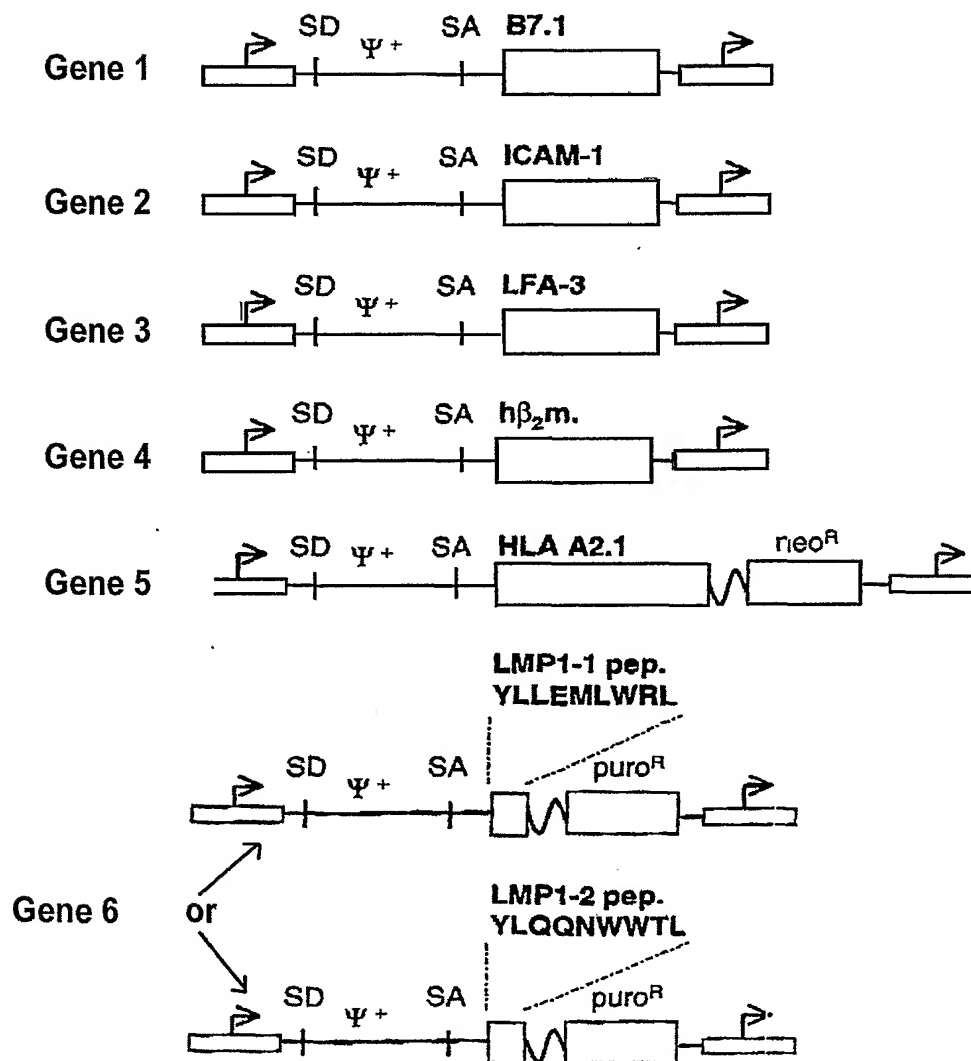 B7.1
SD Ψ+ SA
Gene 1
ICAM-1
SD Ψ+ SA
Gene 2
LFA-3
SD Ψ+ SA
Gene 3
hβ₂m.
SD Ψ+ SA
Gene 4
HLA A2.1 neoᴿ
SD Ψ+ SA
Gene 5
LMP1-1 pep.
YLLEMLWRL
SD Ψ+ SA puroᴿ
Gene 6 or
LMP1-2 pep.
YLQQNWWTL
SD Ψ+ SA puroᴿ